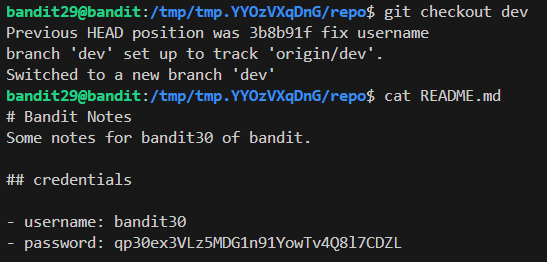 bandit29@bandit:/tmp/tmp.YYOzVXqDnG/repo$ git checkout dev
Previous HEAD position was 3b8b91f fix username
branch 'dev' set up to track 'origin/dev'.
Switched to a new branch 'dev'
bandit29@bandit:/tmp/tmp.YYOzVXqDnG/repo$ cat README.md
# Bandit Notes
Some notes for bandit30 of bandit.

## credentials

- username: bandit30
- password: qp30ex3VLz5MDG1n91YowTv4Q8l7CDZL